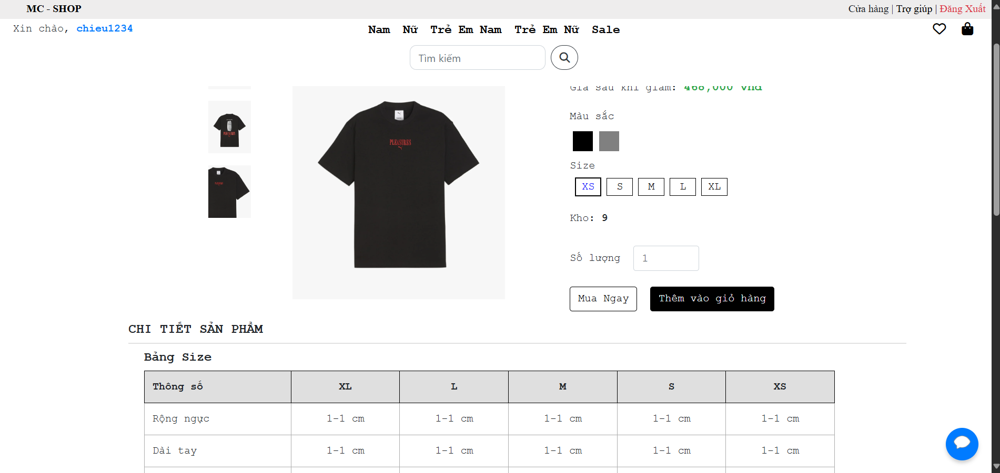 MC - SHOP
Cửa hàng | Trợ giúp | Đăng Xuất
Xin chào, chieu1234
Nam Nữ Trẻ Em Nam Trẻ Em Nữ Sale
Tìm kiếm
Giá sau khi giảm: 468,000 vnđ
PLEASURES
PLEASURES
PLEASURES
Màu sắc
Size
XS S M L XL
Kho: 9
Số lượng 1
Mua Ngay Thêm vào giỏ hàng
CHI TIẾT SẢN PHẨM
Bảng Size
Thông số XL L M S XS
Rộng ngực 1-1 cm 1-1 cm 1-1 cm 1-1 cm 1-1 cm
Dài tay 1-1 cm 1-1 cm 1-1 cm 1-1 cm 1-1 cm